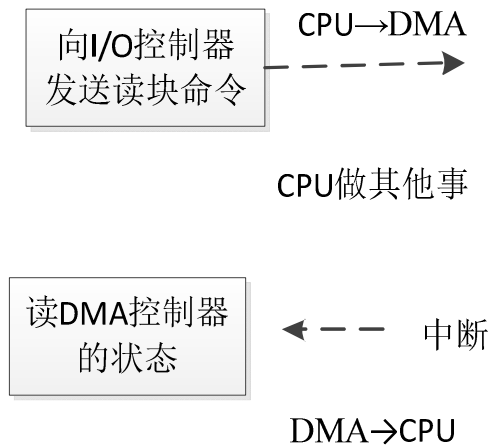 向I/O控制器
发送读块命令
CPU→DMA
CPU做其他事
读DMA控制器
的状态
中断
DMA→CPU